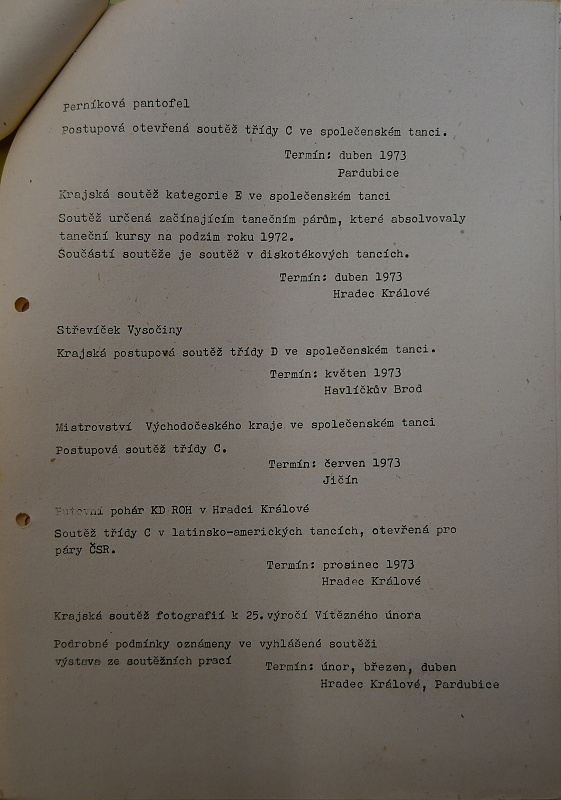 Perníková pantofel
Postupová otevřená soutěž třídy C ve společenském tanci.
Termín: duben 1973
Pardubice
Krajská soutěž kategorie E ve společenském tanci
Soutěž určená začínajícím tanečním párům, které absolvovaly
taneční kursy na podzim roku 1972.
Součástí soutěže je soutěž v diskotékových tancích.
Termín: duben 1973
Hradec Králové
Střevíček Vysočiny
Krajská postupová soutěž třídy D ve společenském tanci.
Termín: květen 1973
Havlíčkův Brod
Mistrovství Východočeského kraje ve společenském tanci
Postupová soutěž třídy C.
Termín: červen 1973
Jičín
Putovní pohár KD ROH v Hradci Králové
Soutěž třídy C v latinsko-amerických tancích, otevřená pro
páry ČSR.
Termín: prosinec 1973
Hradec Králové
Krajská soutěž fotografií k 25.výročí Vítězného února
Podrobné podmínky oznámeny ve vyhlášené soutěži
výstava ze soutěžních prací
Termín: únor, březen, duben
Hradec Králové, Pardubice